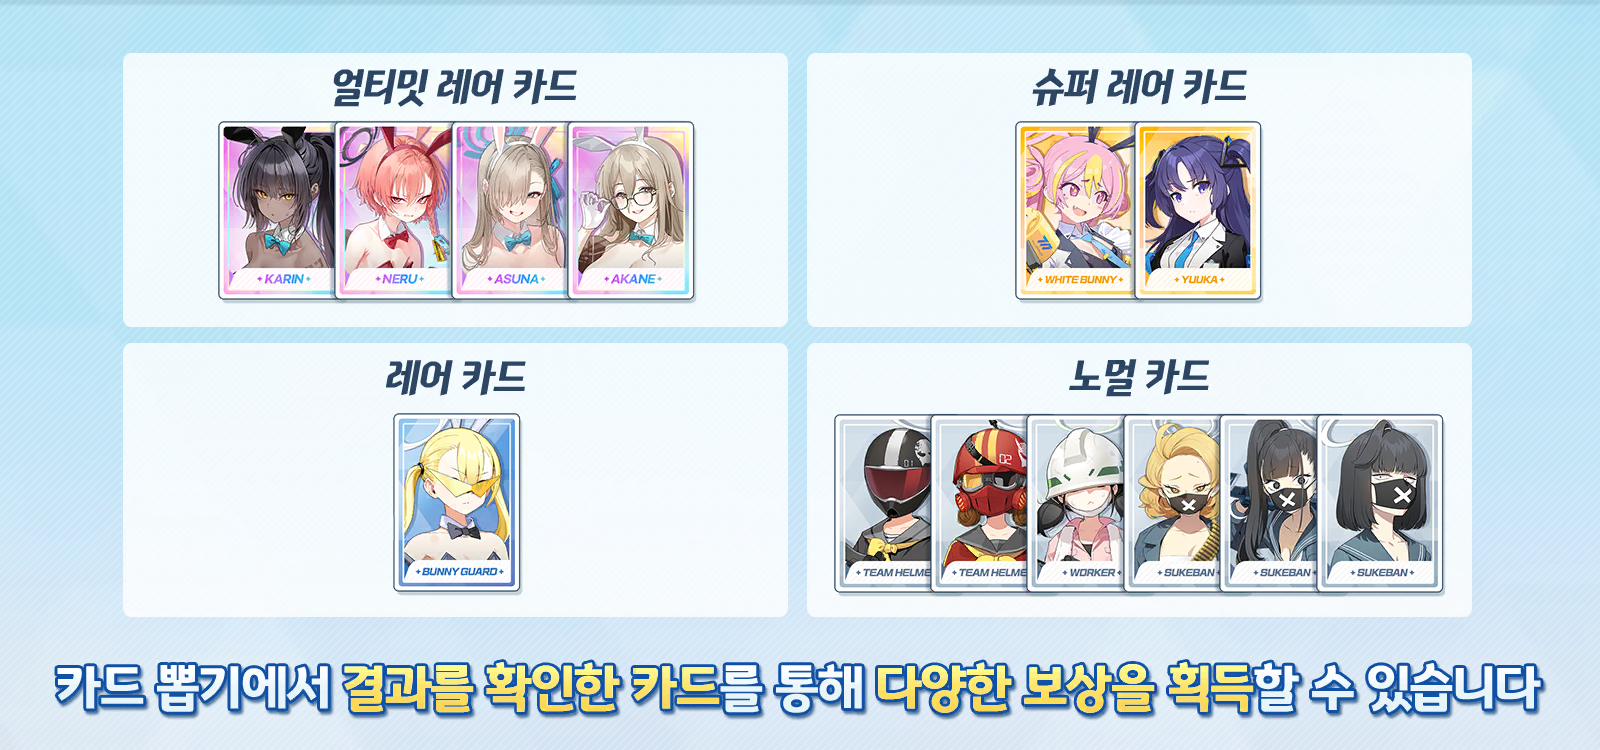 얼티밋 레어 카드
KARIN
NERU
ASUNA
AKANE
슈퍼 레어 카드
WHITE BUNNY
YUUKA
레어 카드
BUNNY GUARD
노멀 카드
01
02
TEAM HELME
TEAM HELME
WORKER
SUKEBAN
SUKEBAN
SUKEBAN
카드 뽑기에서 결과를 확인한 카드를 통해 다양한 보상을 획득할 수 있습니다